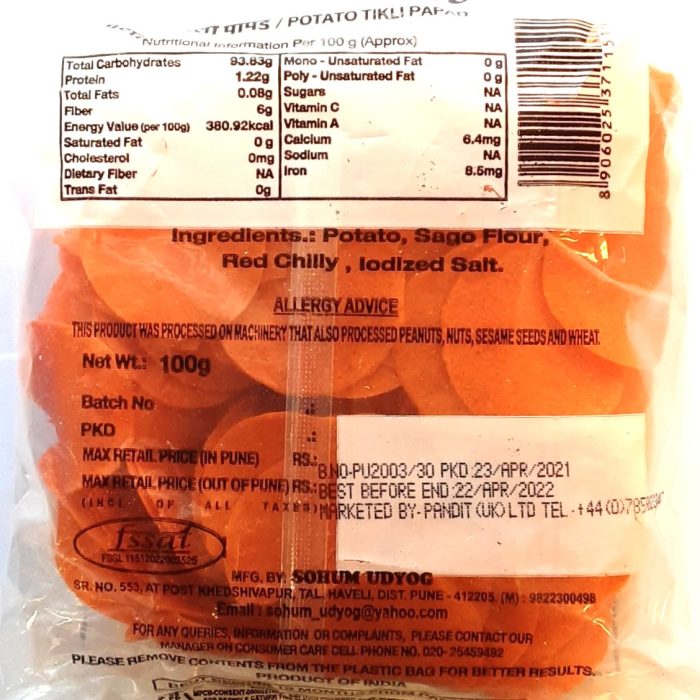 पापड / POTATO TIKLI PAPAD
Nutritional Information Per 100 g (Approx)
Total Carbohydrates 93.83g Mono - Unsaturated Fat 0 g
Protein 1.22g Poly - Unsaturated Fat 0 g
Total Fats 0.08g Sugars NA
Fiber 6g Vitamin C NA
Energy Value (per 100g) 380.92kcal Vitamin A NA
Saturated Fat 0 g Calcium 6.4mg
Cholesterol 0mg Sodium NA
Dietary Fiber NA Iron 8.5mg
Trans Fat 0g
Ingredients.: Potato, Sago Flour,
Red Chilly , Iodized Salt.
ALLERGY ADVICE
THIS PRODUCT WAS PROCESSED ON MACHINERY THAT ALSO PROCESSED PEANUTS, NUTS, SESAME SEEDS AND WHEAT.
Net Wt.: 100g
Batch No :
PKD :
MAX RETAIL PRICE (IN PUNE) RS.:
MAX RETAIL PRICE (OUT OF PUNE) RS.:
(INCL OF ALL TAXES)
B.NO-PU2003/30 PKD:23/APR/2021
BEST BEFORE END:22/APR/2022
MARKETED BY-PANDIT (UK) LTD TEL-+44(0)
fssai
MFG. BY: SOHUM UDYOG
SR. NO. 553, AT POST KHEDSHIVAPUR, TAL, HAVELI, DIST. PUNE - 412205. (M) : 9822300498
Email : sohum_udyog@yahoo.com
FOR ANY QUERIES, INFORMATION OR COMPLAINTS, PLEASE CONTACT OUR
MANAGER ON CONSUMER CARE CELL PHONE NO. 020-25459492
PLEASE REMOVE CONTENTS FROM THE PLASTIC BAG FOR BETTER RESULTS.
PRODUCT OF INDIA